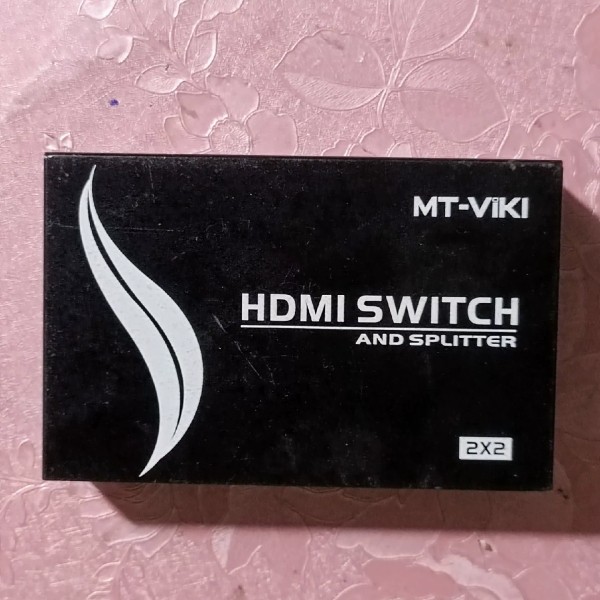 MT-ViKI
HDMI SWITCH
AND SPLITTER
2X2